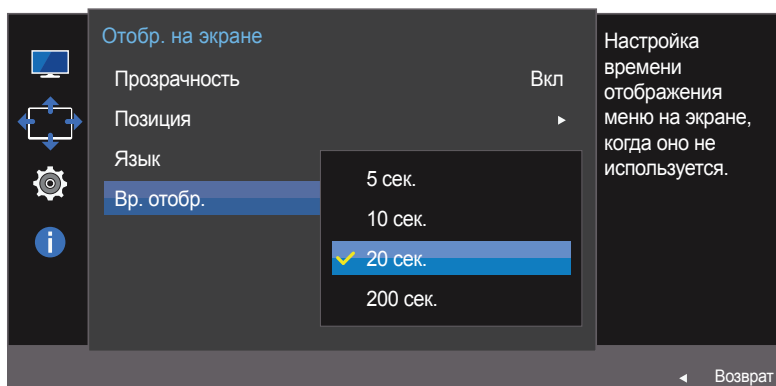 Отобр. на экране
Прозрачность Вкл
Позиция
Язык
Вр. отобр.
5 сек.
10 сек.
20 сек.
200 сек.
Настройка
времени
отображения
меню на экране,
когда оно не
используется.
Возврат